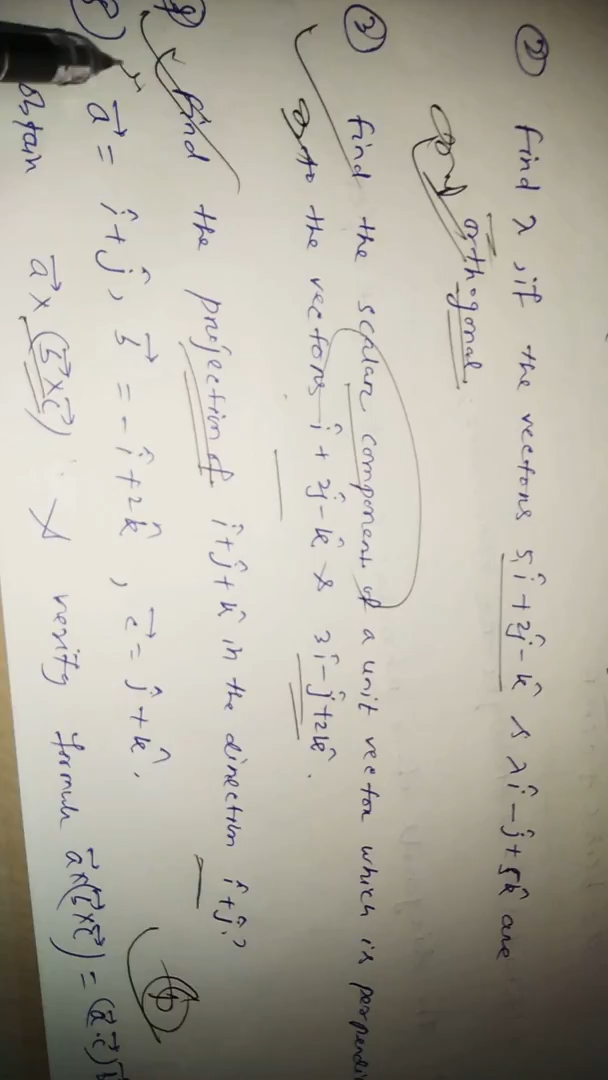 ② find λ, if the vectors 5î + 2ĵ - k̂ & λî - ĵ + 5k̂ are
orthogonal.
③ find the scalar component of a unit vector which is perpendi
to the vectors î + 2ĵ - k̂ & 3î - ĵ + 2k̂.
find the projection of î + ĵ + k̂ in the direction î + ĵ?
a⃗ = î + ĵ, b⃗ = -î + 2k̂, c⃗ = ĵ + k̂.
obtain a⃗ × (b⃗ × c⃗) & verify formula a⃗ × (b⃗ × c⃗) = (a⃗.c⃗) b⃗